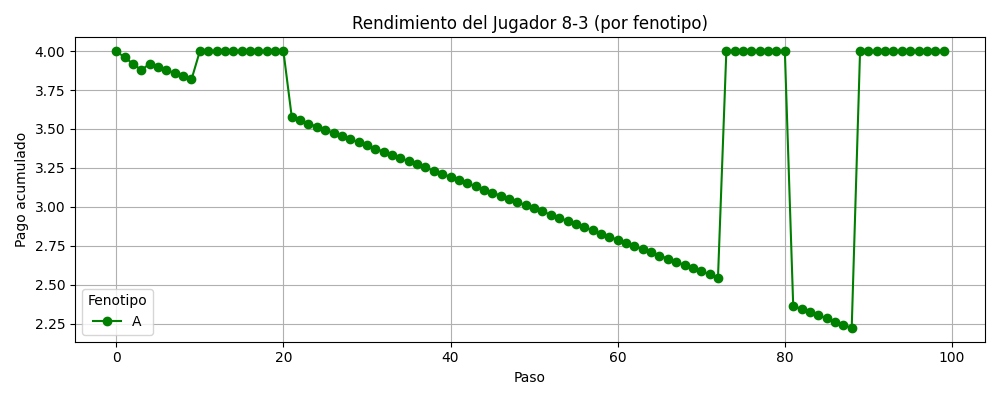 Rendimiento del Jugador 8-3 (por fenotipo)
Pago acumulado
4.00
3.75
3.50
3.25
3.00
2.75
2.50
2.25
Fenotipo
A
0
20
40
60
80
100
Paso